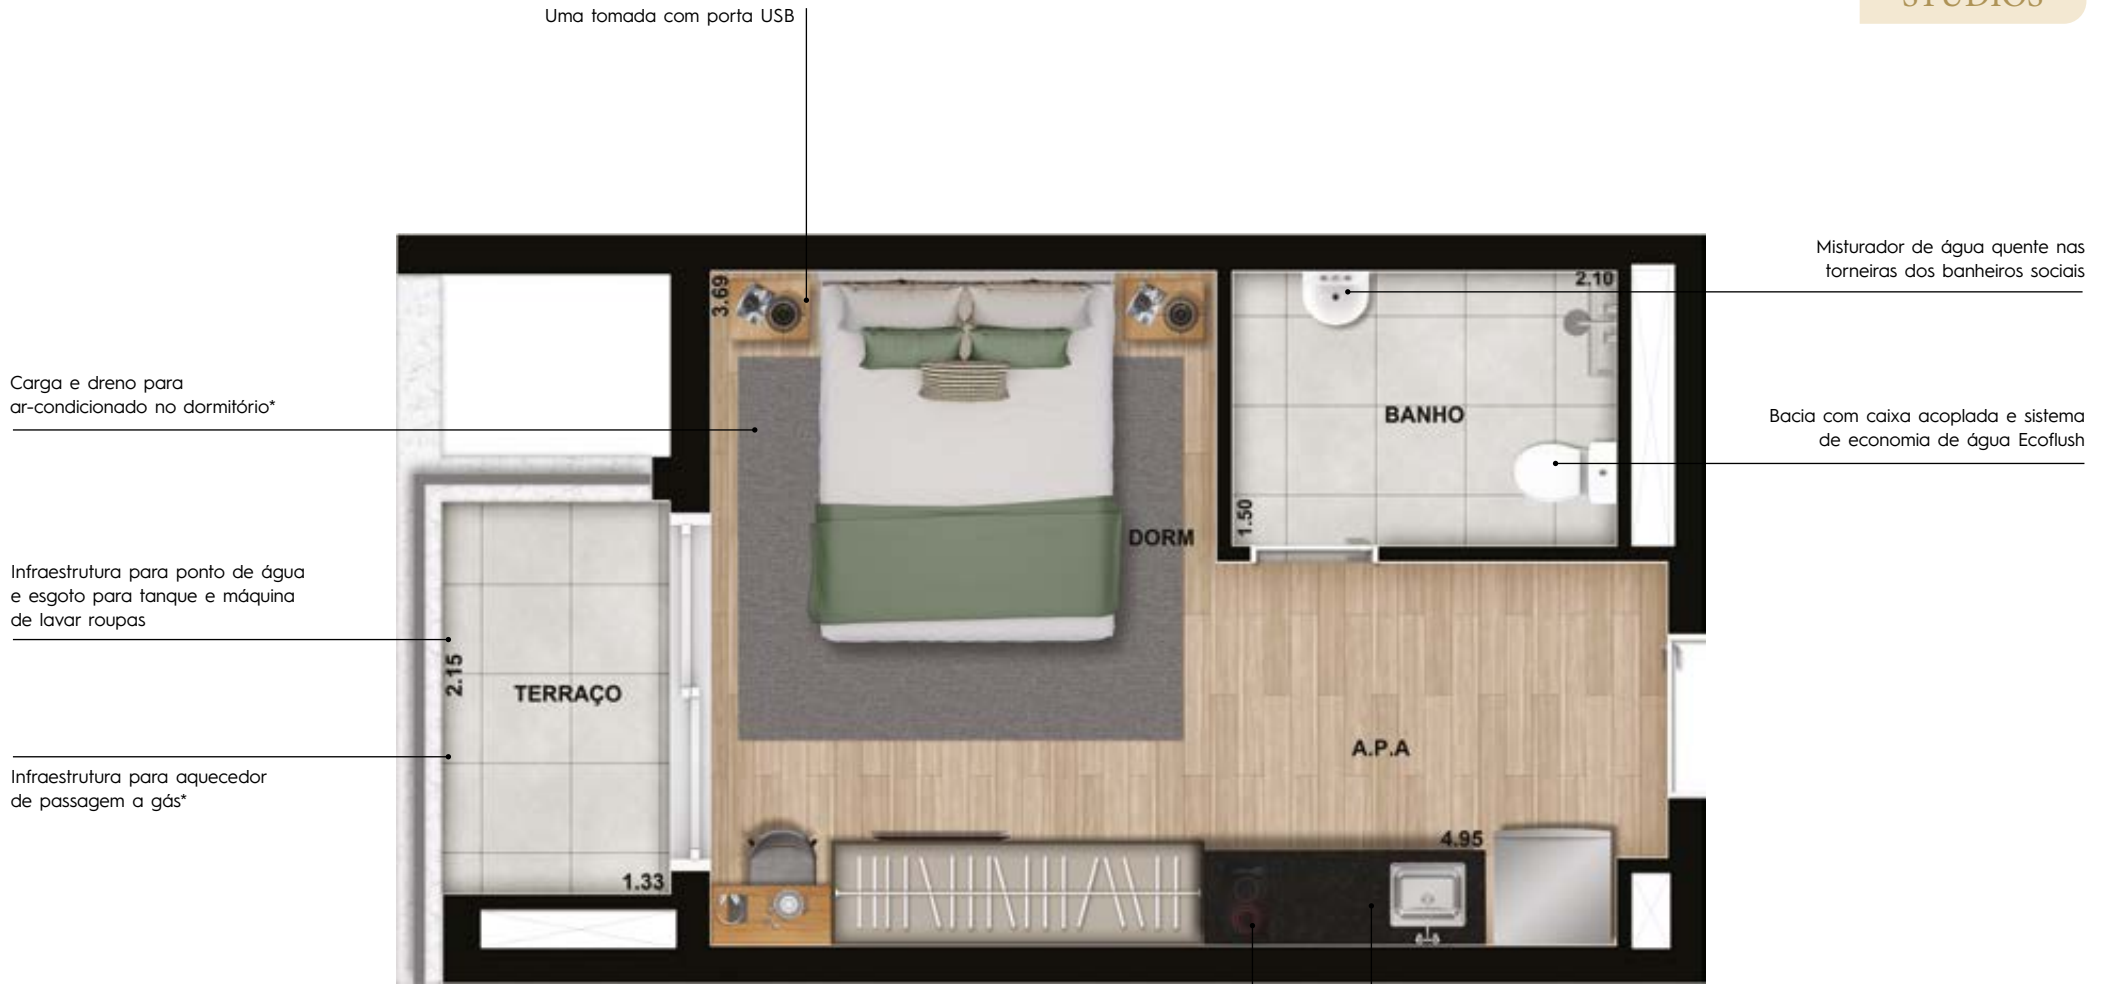 Uma tomada com porta USB
STUDIOS
Misturador de água quente nas
torneiras dos banheiros sociais
3.69
2.10
Carga e dreno para
ar-condicionado no dormitório*
BANHO
Bacia com caixa acoplada e sistema
de economia de água Ecoflush
1.50
DORM
Infraestrutura para ponto de água
e esgoto para tanque e máquina
de lavar roupas
2.15
TERRAÇO
A.P.A
Infraestrutura para aquecedor
de passagem a gás*
4.95
1.33